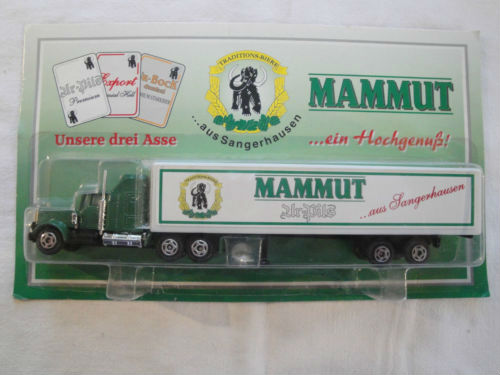 Ur-Pils
Premium
Export
k-Bock
dunkel
Unsere drei Asse
TRADITIONS-BIERE
...aus Sangerhausen
MAMMUT
...ein Hochgenuß!
MAMMUT
Ur-Pils
...aus Sangerhausen